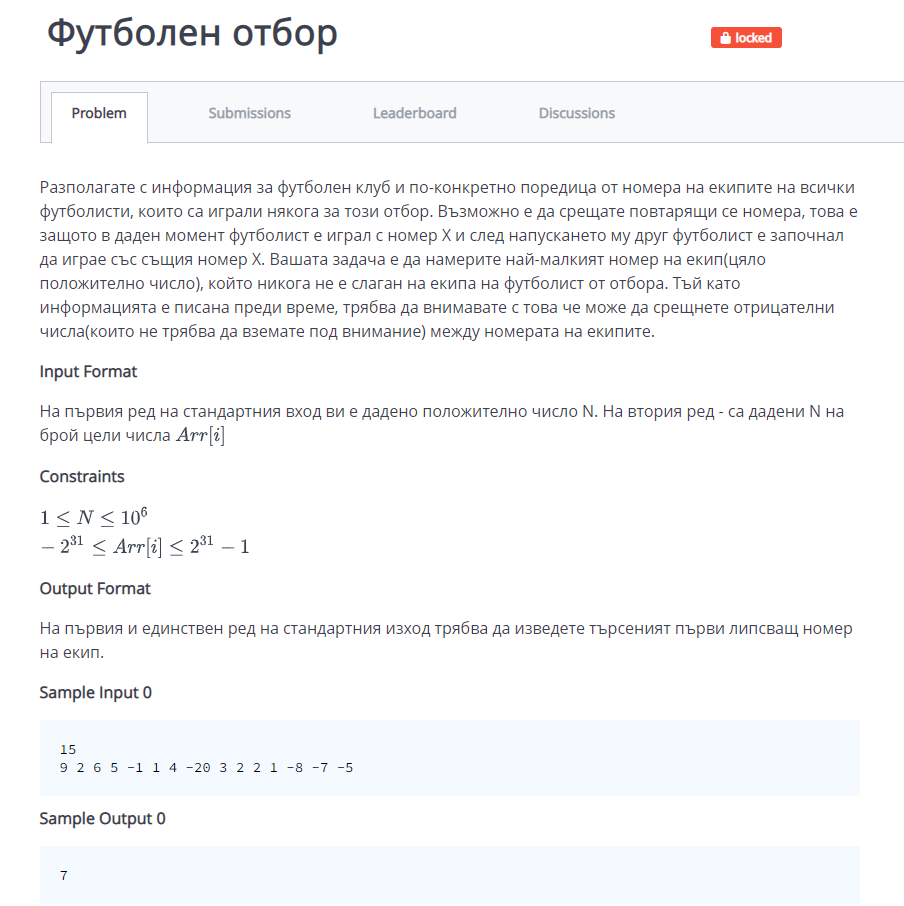 Футболен отбор
locked
Problem
Submissions
Leaderboard
Discussions
Разполагате с информация за футболен клуб и по-конкретно поредица от номера на екипите на всички
футболисти, които са играли някога за този отбор. Възможно е да срещате повтарящи се номера, това е
защото в даден момент футболист е играл с номер X и след напускането му друг футболист е започнал
да играе със същия номер X. Вашата задача е да намерите най-малкият номер на екип(цяло
положително число), който никога не е слаган на екипа на футболист от отбора. Тъй като
информацията е писана преди време, трябва да внимавате с това че може да срещнете отрицателни
числа(които не трябва да вземате под внимание) между номерата на екипите.
Input Format
На първия ред на стандартния вход ви е дадено положително число N. На втория ред - са дадени N на
брой цели числа Arr[i]
Constraints
1 ≤ N ≤ 10⁶
− 2³¹ ≤ Arr[i] ≤ 2³¹ − 1
Output Format
На първия и единствен ред на стандартния изход трябва да изведете търсеният първи липсващ номер
на екип.
Sample Input 0
15
9 2 6 5 -1 1 4 -20 3 2 2 1 -8 -7 -5
Sample Output 0
7